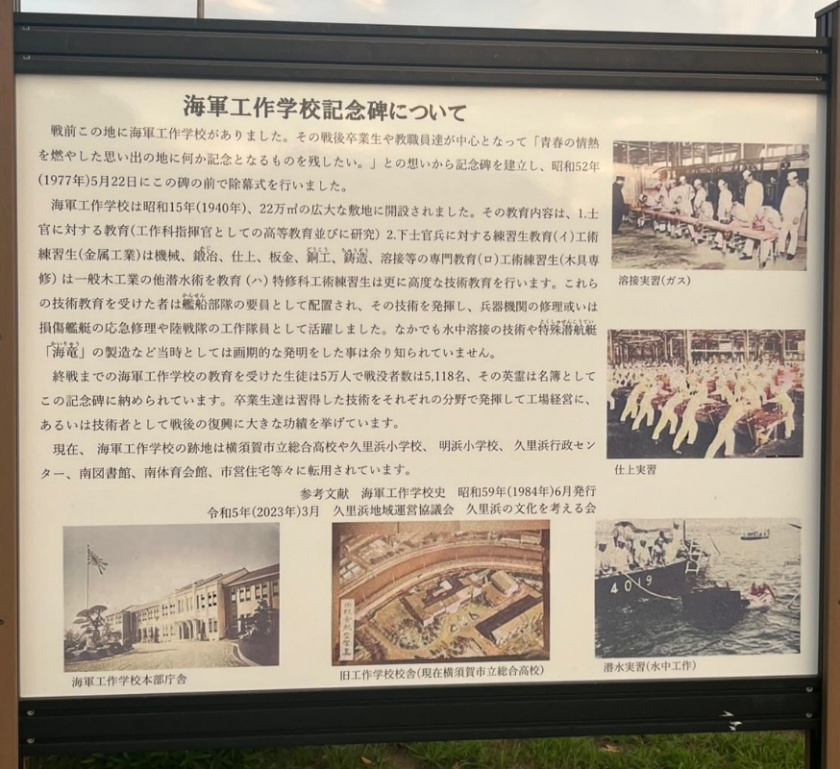 海軍工作学校記念碑について
戦前この地に海軍工作学校がありました。その戦後卒業生や教職員達が中心となって「青春の情熱
を燃やした思い出の地に何か記念となるものを残したい。」との想いから記念碑を建立し、昭和52年
(1977年)5月22日にこの碑の前で除幕式を行いました。
海軍工作学校は昭和15年(1940年)、22万㎡の広大な敷地に開設されました。その教育内容は、1.士
官に対する教育(工作科指揮官としての高等教育並びに研究) 2.下士官兵に対する練習生教育(イ)工術
練習生(金属工業)は機械、鍛冶、仕上、板金、銅工、鋳造、溶接等の専門教育(ロ)工術練習生(木具専
修) は一般木工業の他潜水術を教育 (ハ) 特修科工術練習生は更に高度な技術教育を行います。これら
の技術教育を受けた者は艦船部隊の要員として配置され、その技術を発揮し、兵器機関の修理或いは
損傷艦艇の応急修理や陸戦隊の工作隊員として活躍しました。なかでも水中溶接の技術や特殊潜航艇
「海竜」の製造など当時としては画期的な発明をした事は余り知られていません。
終戦までの海軍工作学校の教育を受けた生徒は5万人で戦没者数は5,118名、その英霊は名簿として
この記念碑に納められています。卒業生達は習得した技術をそれぞれの分野で発揮して工場経営に、
あるいは技術者として戦後の復興に大きな功績を挙げています。
現在、 海軍工作学校の跡地は横須賀市立総合高校や久里浜小学校、 明浜小学校、 久里浜行政セン
ター、南図書館、南体育会館、市営住宅等々に転用されています。
参考文献 海軍工作学校史 昭和59年(1984年)6月発行
令和5年(2023年)3月 久里浜地域運営協議会 久里浜の文化を考える会
溶接実習(ガス)
仕上実習
4019
海軍工作学校本部庁舎
旧工作学校校舎(現在横須賀市立総合高校)
潜水実習(水中工作)